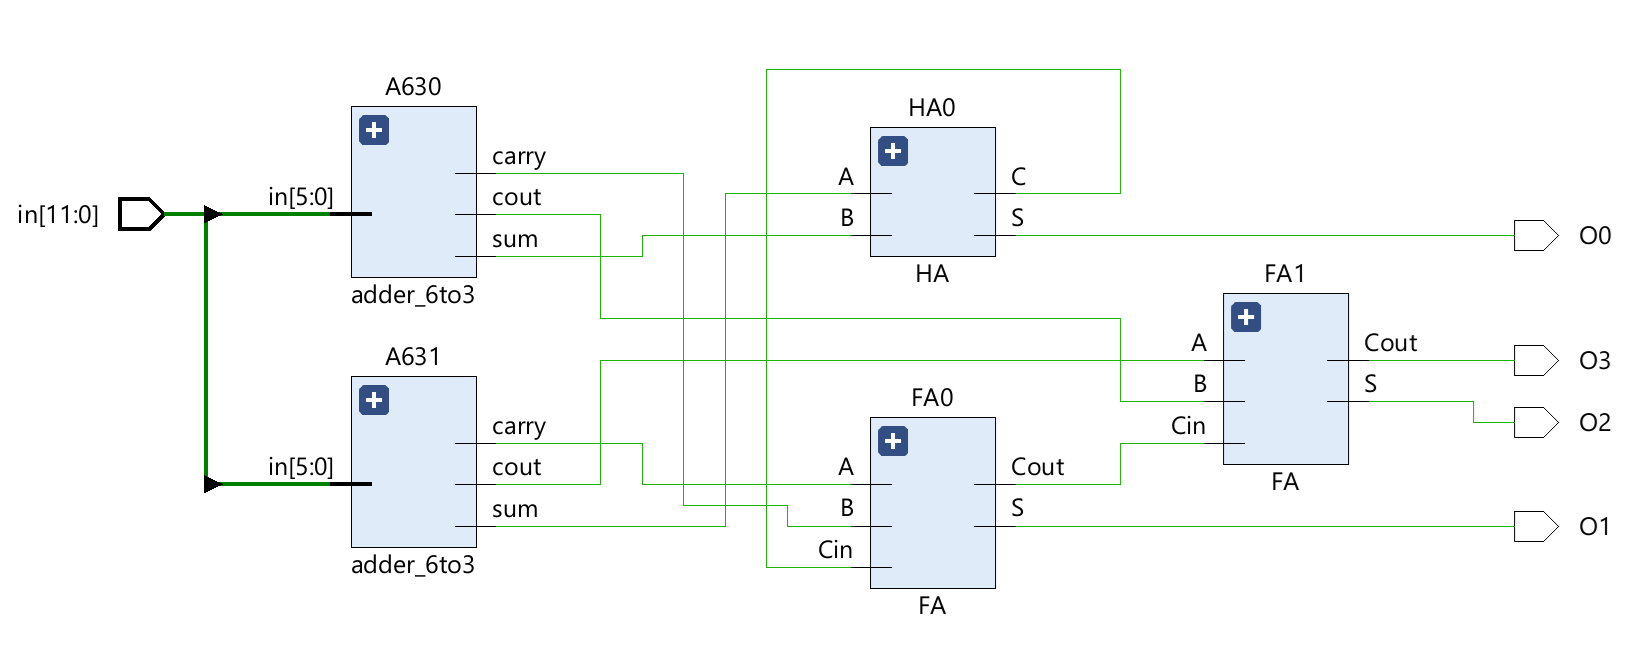 in[11:0]
A630
in[5:0]
carry
cout
sum
adder_6to3
A631
in[5:0]
carry
cout
sum
adder_6to3
HA0
A
B
C
S
HA
FA0
A
B
Cin
Cout
S
FA
FA1
A
B
Cin
Cout
S
FA
O0
O3
O2
O1